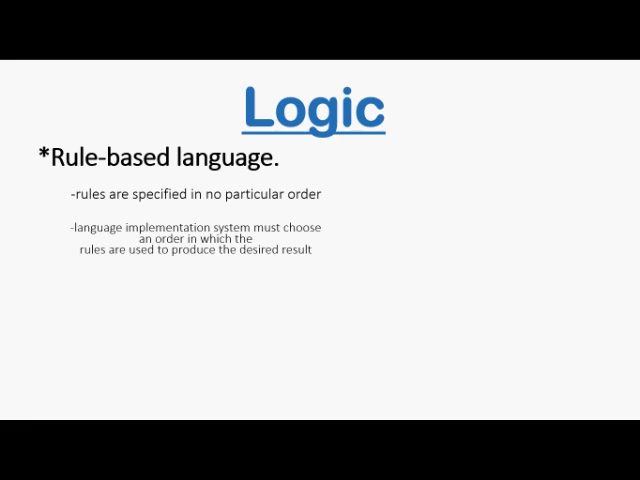 Logic
*Rule-based language.
-rules are specified in no particular order
-language implementation system must choose
an order in which the
rules are used to produce the desired result